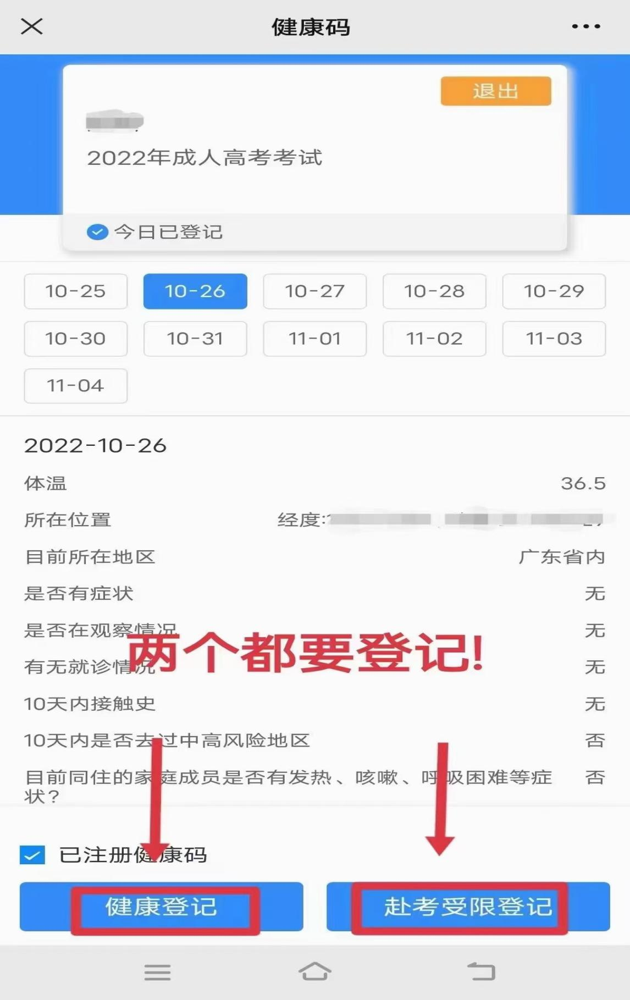 健康码
退出
2022年成人高考考试
今日已登记
10-25 10-26 10-27 10-28 10-29
10-30 10-31 11-01 11-02 11-03
11-04
2022-10-26
体温 36.5
所在位置 经度:
目前所在地区 广东省内
是否有症状 无
是否在观察情况 无
两个都要登记!
有无就诊情况 无
10天内接触史 无
10天内是否去过中高风险地区 否
目前同住的家庭成员是否有发热、咳嗽、呼吸困难等症 否
状?
已注册健康码
健康登记 赴考受限登记